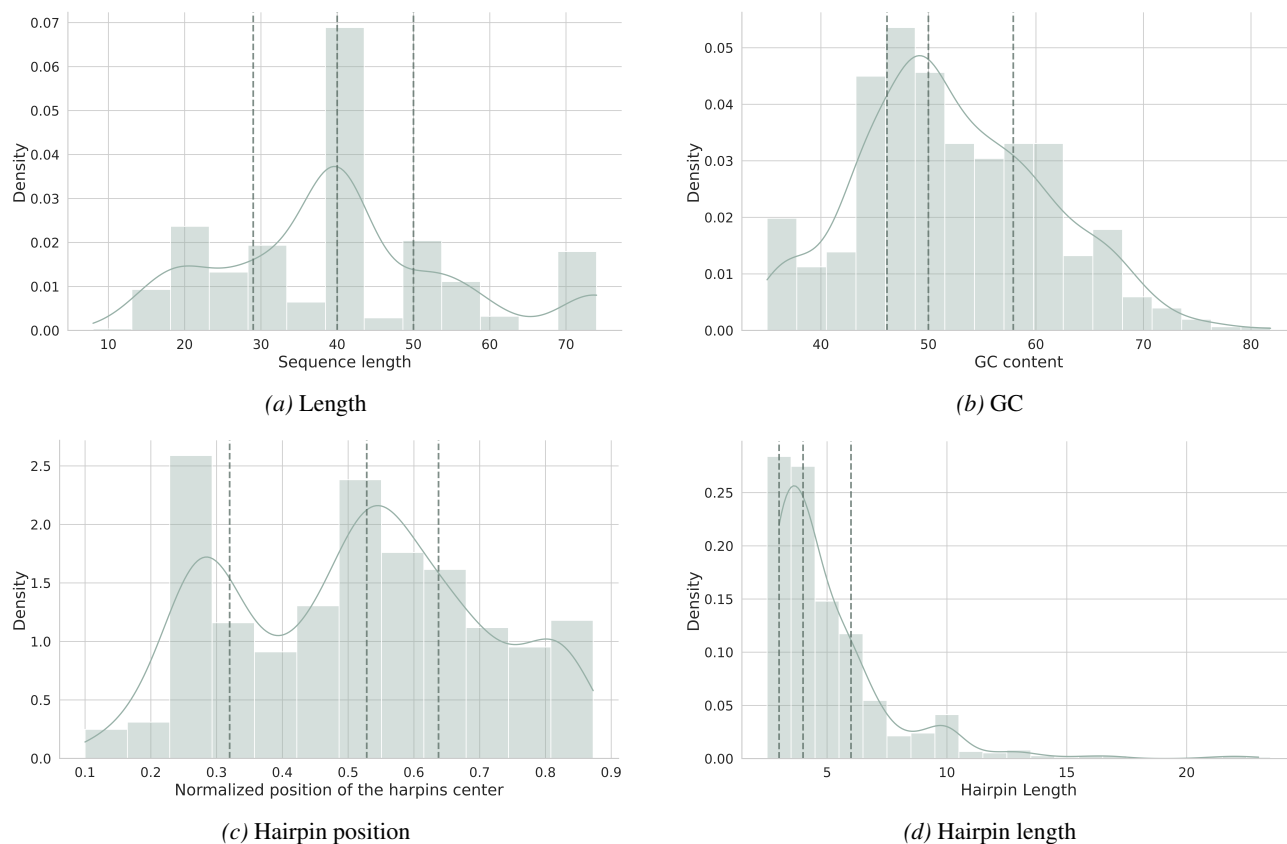 0.07
0.06
0.05
0.04
0.03
0.02
0.01
0.00
Density
10 20 30 40 50 60 70
Sequence length
(a) Length
0.05
0.04
0.03
0.02
0.01
0.00
Density
40 50 60 70 80
GC content
(b) GC
2.5
2.0
1.5
1.0
0.5
0.0
Density
0.1 0.2 0.3 0.4 0.5 0.6 0.7 0.8 0.9
Normalized position of the harpins center
(c) Hairpin position
0.25
0.20
0.15
0.10
0.05
0.00
Density
5 10 15 20
Hairpin Length
(d) Hairpin length